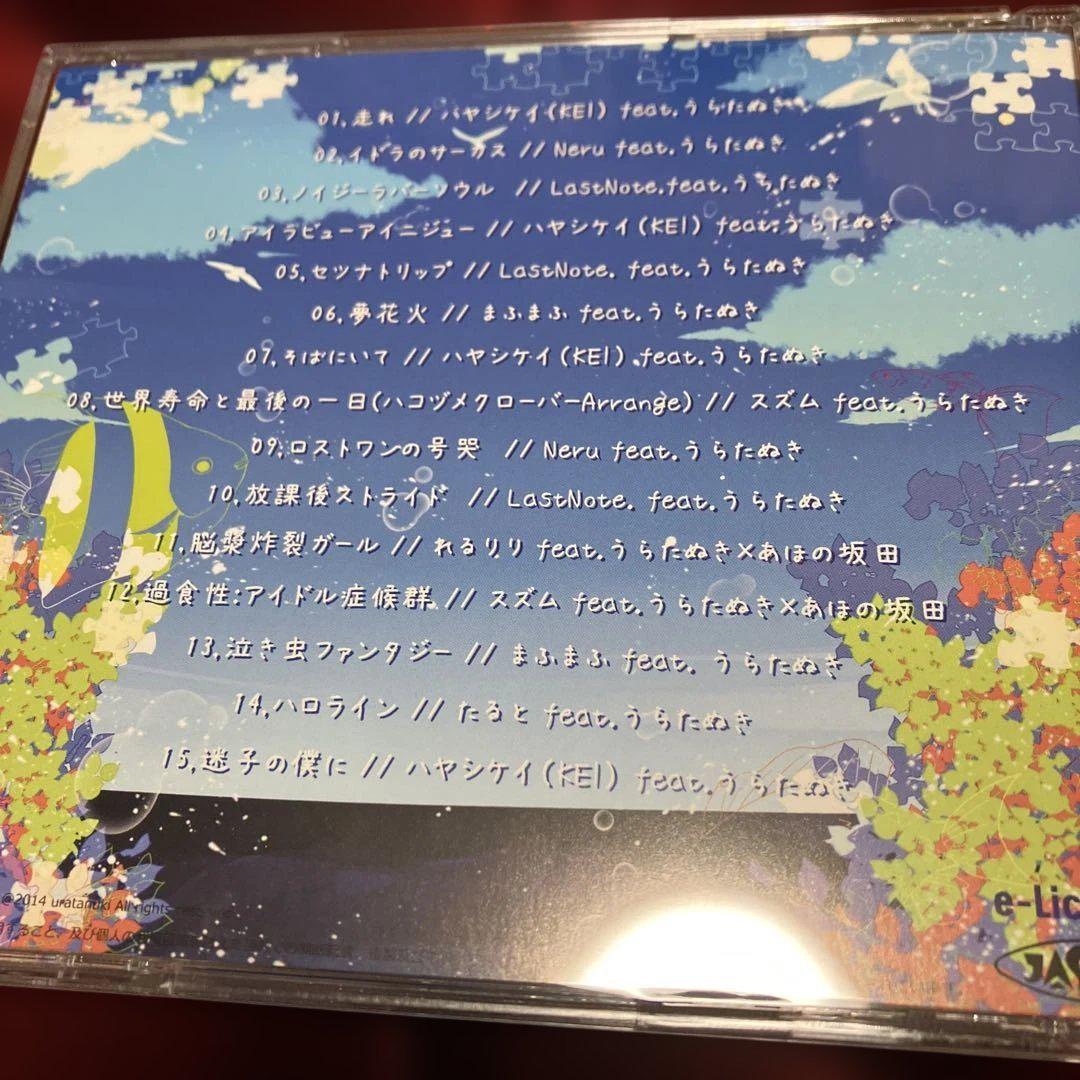 01,走れ // ハヤシケイ(KEI) feat.うらたぬき
02,イドラのサーカス // Neru feat.うらたぬき
03,ノイジーラバーソウル // LastNote.feat.うらたぬき
04,アイラビューアイニジュー // ハヤシケイ(KEI) feat.うらたぬき
05,セツナトリップ // LastNote. feat.うらたぬき
06,夢花火 // まふまふ feat.うらたぬき
07,そばにいて // ハヤシケイ(KEI) feat.うらたぬき
08,世界寿命と最後の一日(ハコヅメクローバーArrange) // スズム feat.うらたぬき
09,ロストワンの号哭 // Neru feat.うらたぬき
10,放課後ストライド // LastNote. feat.うらたぬき
11,脳漿炸裂ガール // れるりり feat.うらたぬき×あほの坂田
12,過食性:アイドル症候群 // スズム feat.うらたぬき×あほの坂田
13,泣き虫ファンタジー // まふまふ feat. うらたぬき
14,ハロライン // たると feat.うらたぬき
15,迷子の僕に // ハヤシケイ(KEI) feat.うらたぬき
@2014 uratanuki All rights
すること、及び個人の
e-Lic
JAS